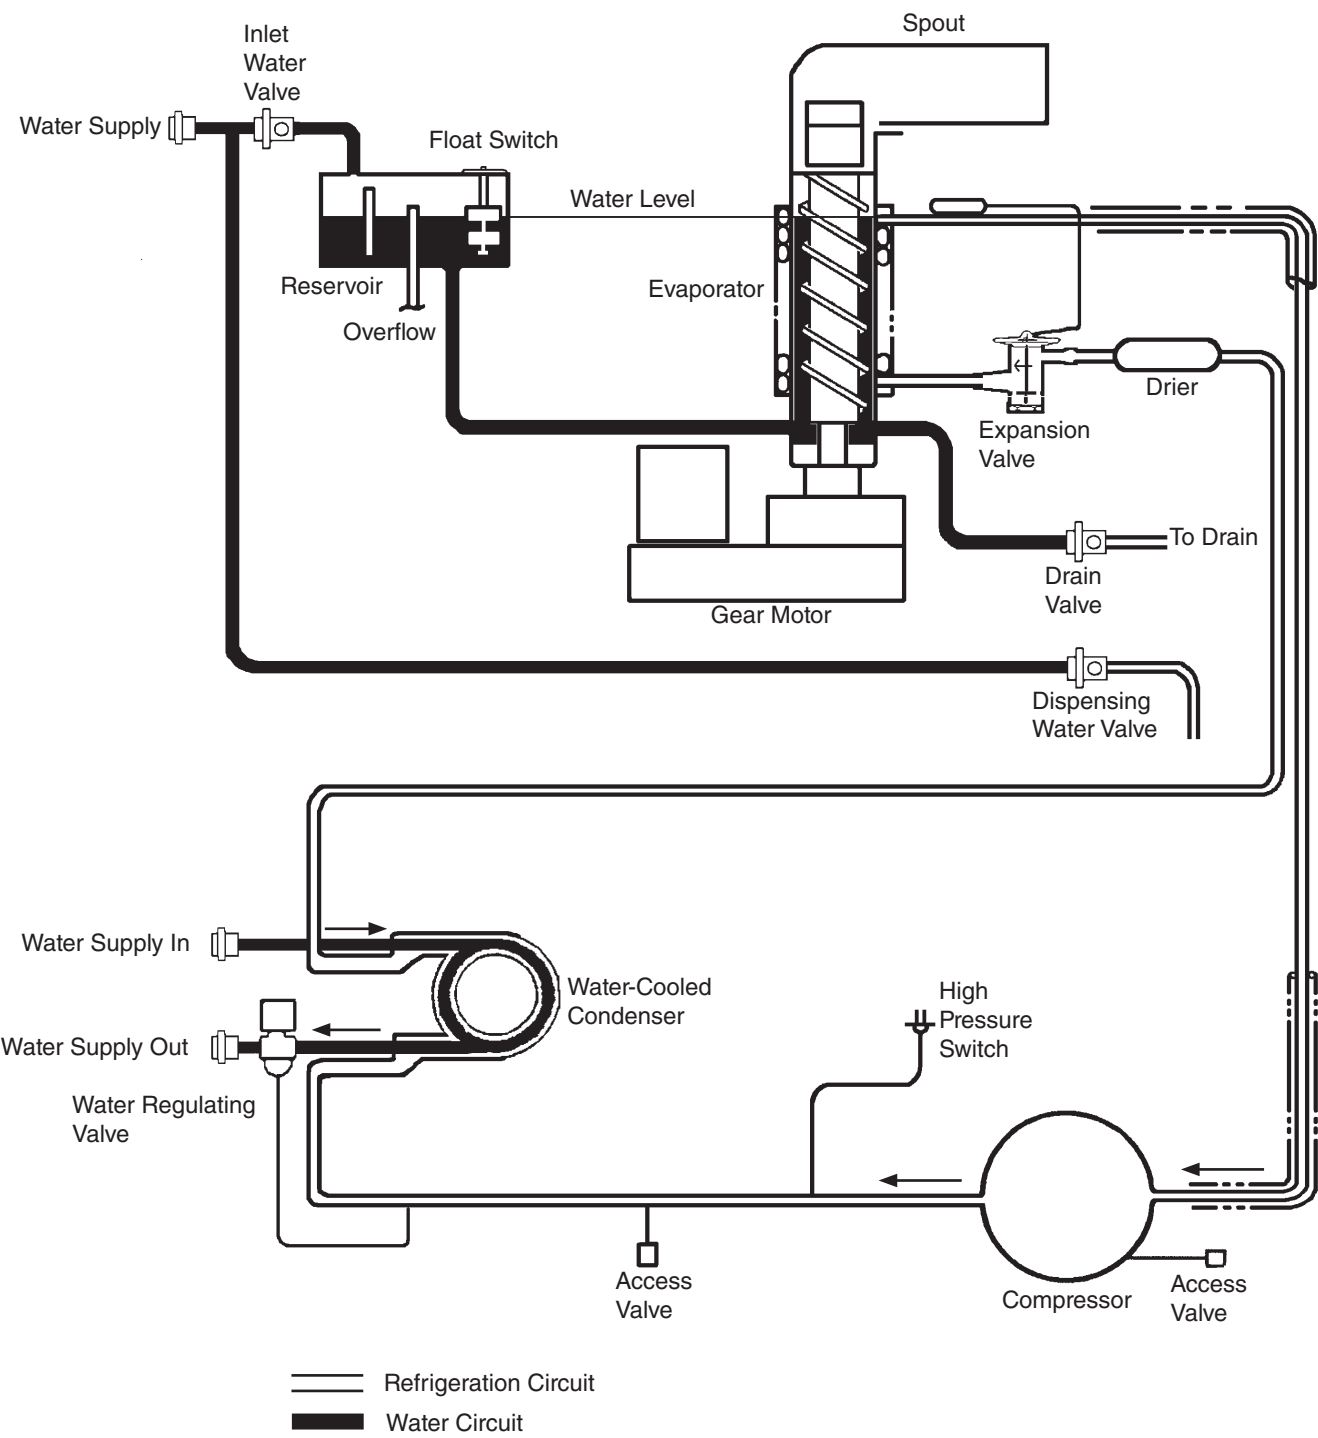 Spout
Inlet
Water
Valve
Water Supply
Float Switch
Water Level
Reservoir
Overflow
Evaporator
Drier
Expansion
Valve
To Drain
Drain
Valve
Gear Motor
Dispensing
Water Valve
Water Supply In
Water-Cooled
Condenser
High
Pressure
Switch
Water Supply Out
Water Regulating
Valve
Access
Valve
Compressor
Access
Valve
Refrigeration Circuit
Water Circuit